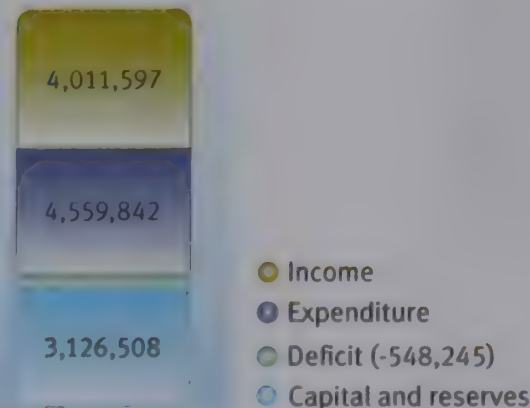 4,011,597
4,559,842
3,126,508
Income
Expenditure
Deficit (-548,245)
Capital and reserves